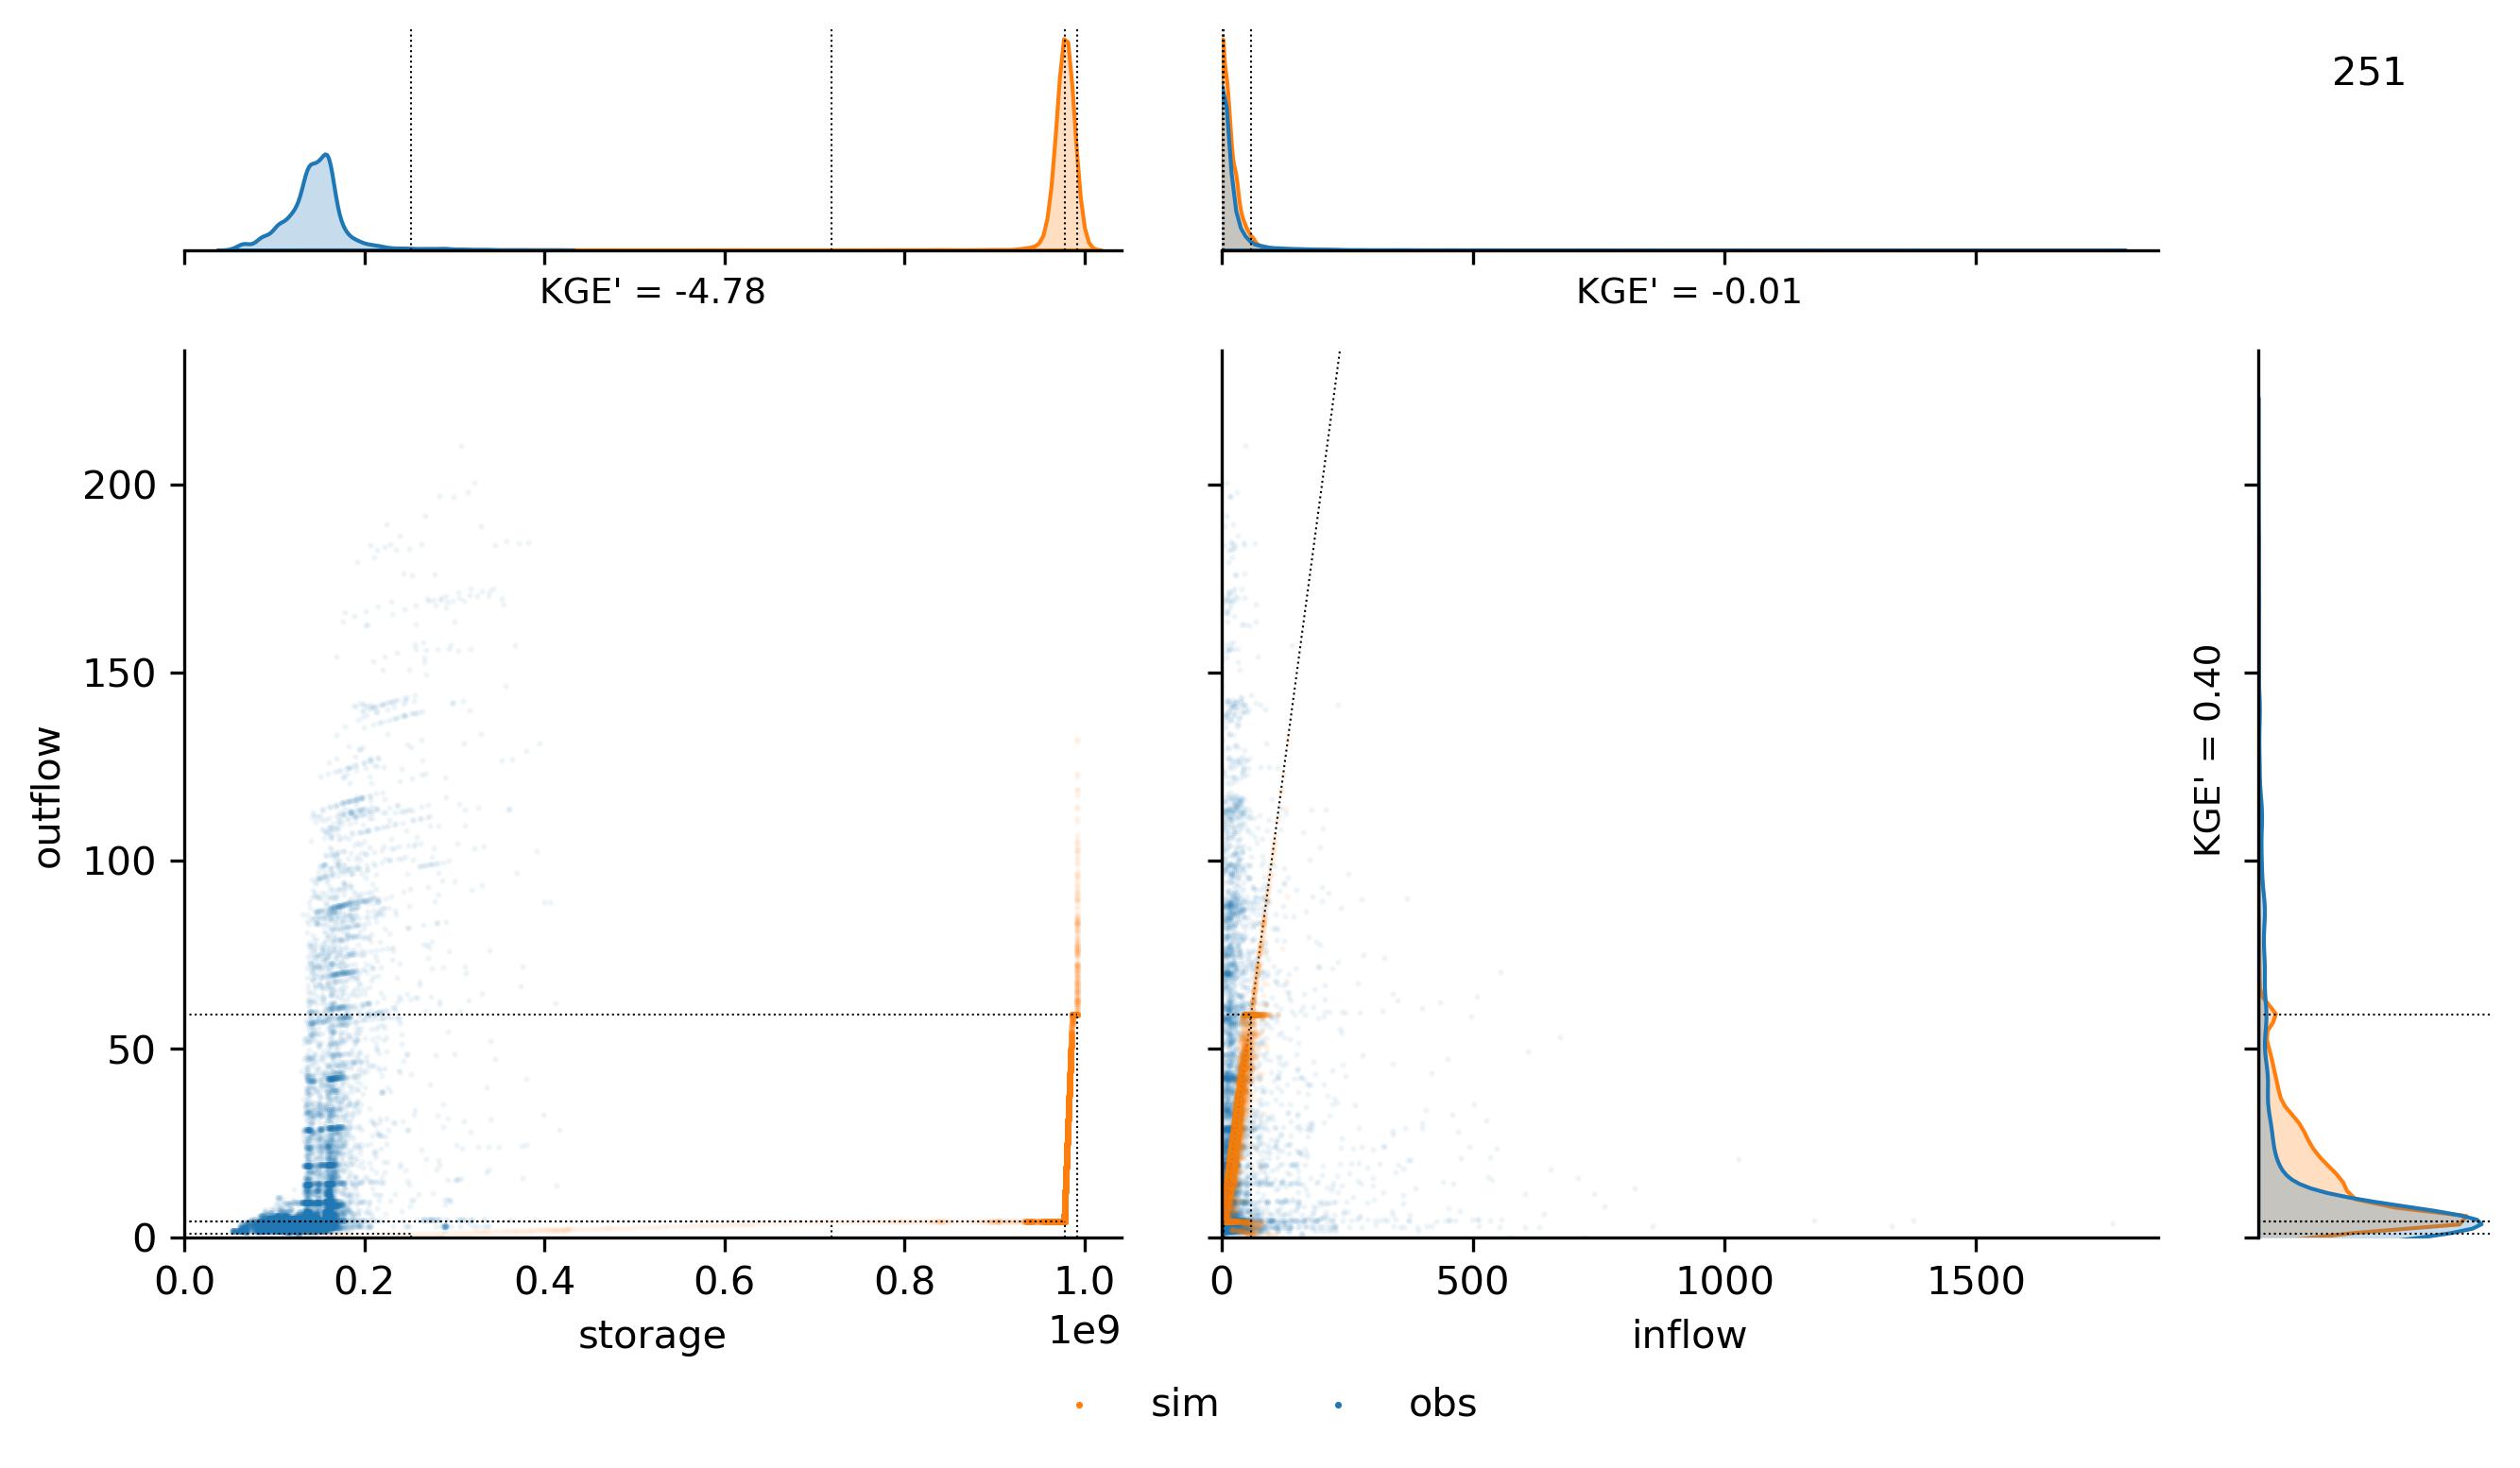 251
KGE' = -4.78
KGE' = -0.01
outflow
200
150
100
50
0
KGE' = 0.40
0.0 0.2 0.4 0.6 0.8 1.0
1e9
storage
0 500 1000 1500
inflow
sim obs